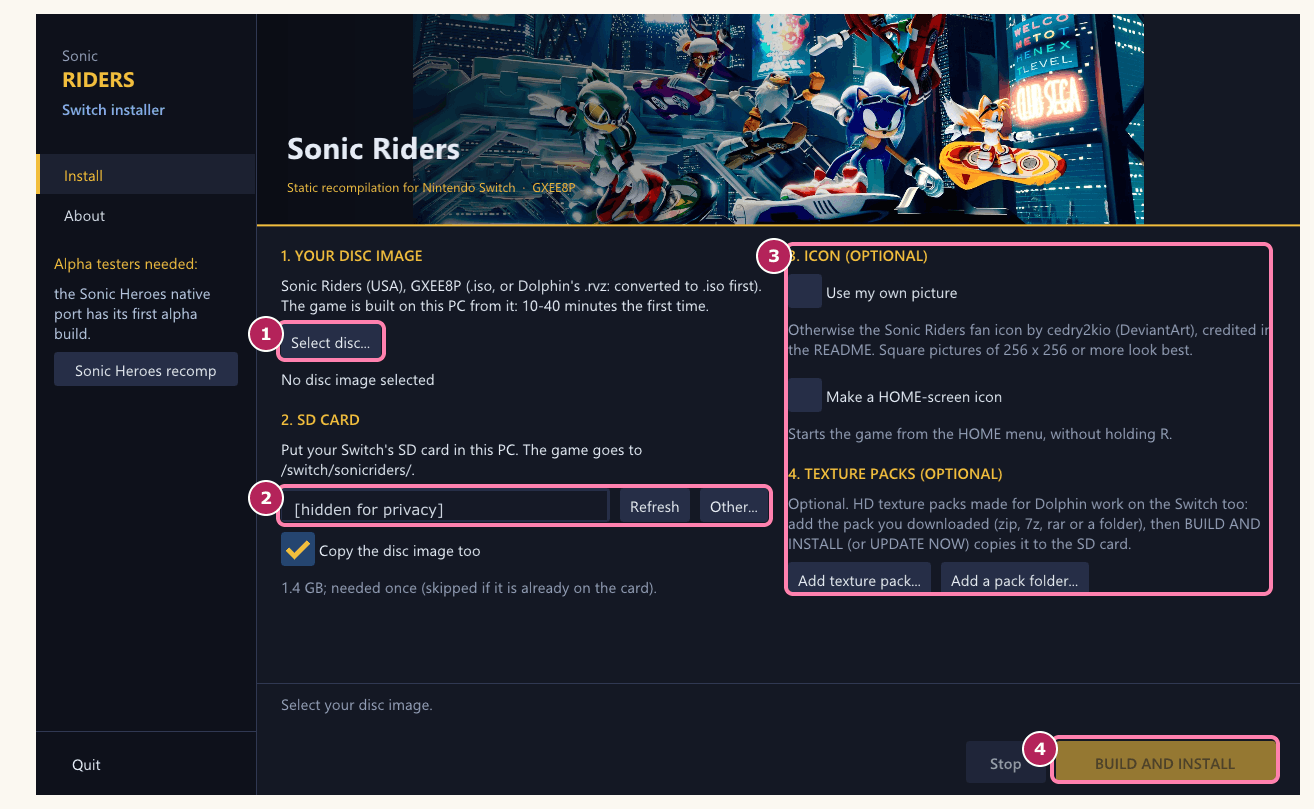 Sonic
RIDERS
Switch installer
Install
About
Alpha testers needed:
the Sonic Heroes native
port has its first alpha
build.
Sonic Heroes recomp
Quit
WELCO
NETOT
HENEX
TLEVEL
SPACE
CLUB SEGA
Sonic Riders
Static recompilation for Nintendo Switch · GXEE8P
1. YOUR DISC IMAGE
Sonic Riders (USA), GXEE8P (.iso, or Dolphin's .rvz: converted to .iso first).
The game is built on this PC from it: 10-40 minutes the first time.
1
Select disc...
No disc image selected
2. SD CARD
Put your Switch's SD card in this PC. The game goes to
/switch/sonicriders/.
2
[hidden for privacy]
Refresh
Other...
Copy the disc image too
1.4 GB; needed once (skipped if it is already on the card).
3
3. ICON (OPTIONAL)
Use my own picture
Otherwise the Sonic Riders fan icon by cedry2kio (DeviantArt), credited in
the README. Square pictures of 256 x 256 or more look best.
Make a HOME-screen icon
Starts the game from the HOME menu, without holding R.
4. TEXTURE PACKS (OPTIONAL)
Optional. HD texture packs made for Dolphin work on the Switch too:
add the pack you downloaded (zip, 7z, rar or a folder), then BUILD AND
INSTALL (or UPDATE NOW) copies it to the SD card.
Add texture pack...
Add a pack folder...
Select your disc image.
Stop
4
BUILD AND INSTALL